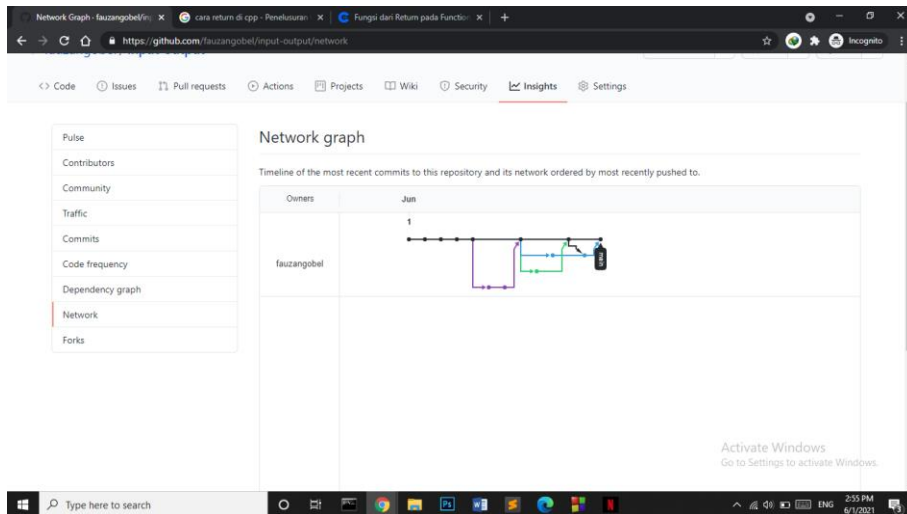 Network Graph · fauzangobel/inp
cara return di cpp - Penelusuran
Fungsi dari Return pada Function
https://github.com/fauzangobel/input-output/network
Incognito
Code
Issues
Pull requests
Actions
Projects
Wiki
Security
Insights
Settings
Pulse
Contributors
Community
Traffic
Commits
Code frequency
Dependency graph
Network
Forks
Network graph
Timeline of the most recent commits to this repository and its network ordered by most recently pushed to.
Owners
Jun
1
fauzangobel
main
Activate Windows
Go to Settings to activate Windows.
Type here to search
Ps
ENG
2:55 PM
6/1/2021